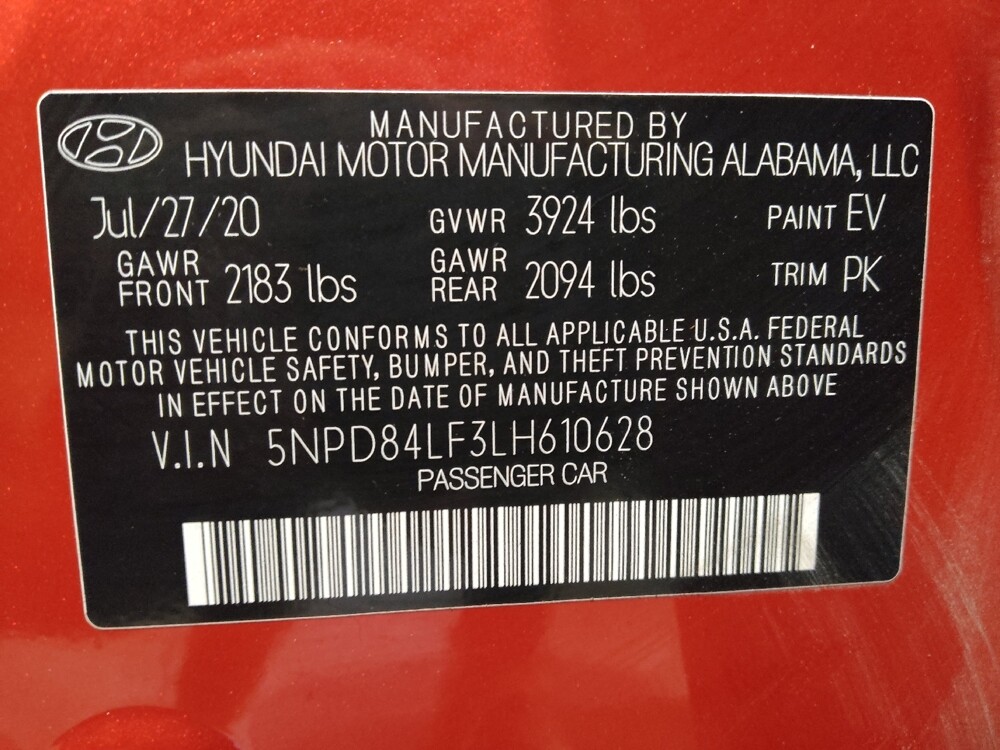 MANUFACTURED BY
HYUNDAI MOTOR MANUFACTURING ALABAMA, LLC
Jul/27/20 GVWR 3924 lbs PAINT EV
GAWR FRONT 2183 lbs GAWR REAR 2094 lbs TRIM PK
THIS VEHICLE CONFORMS TO ALL APPLICABLE U.S.A. FEDERAL
MOTOR VEHICLE SAFETY, BUMPER, AND THEFT PREVENTION STANDARDS
IN EFFECT ON THE DATE OF MANUFACTURE SHOWN ABOVE
V.I.N 5NPD84LF3LH610628
PASSENGER CAR